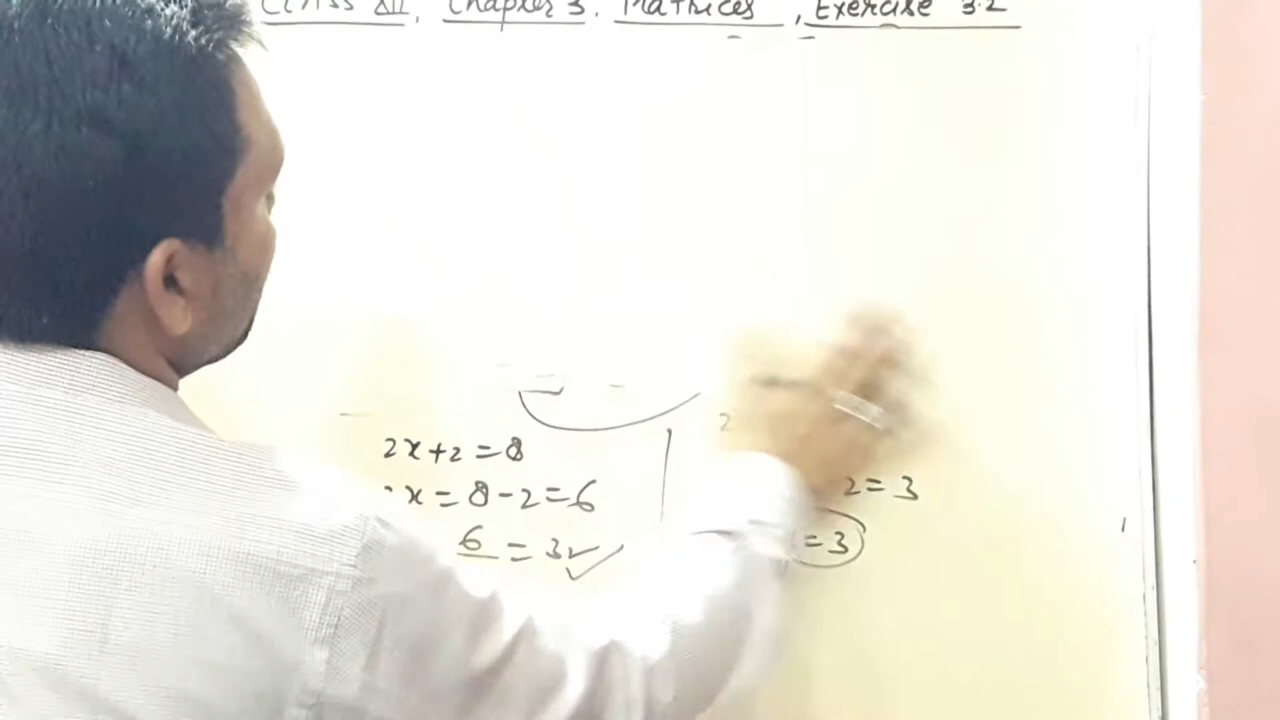 Class XII, Chapter 3. Matrices, Exercise 3.2
2x+2=8
x=8-2=6
6 = 3✓
2
2=3
=3